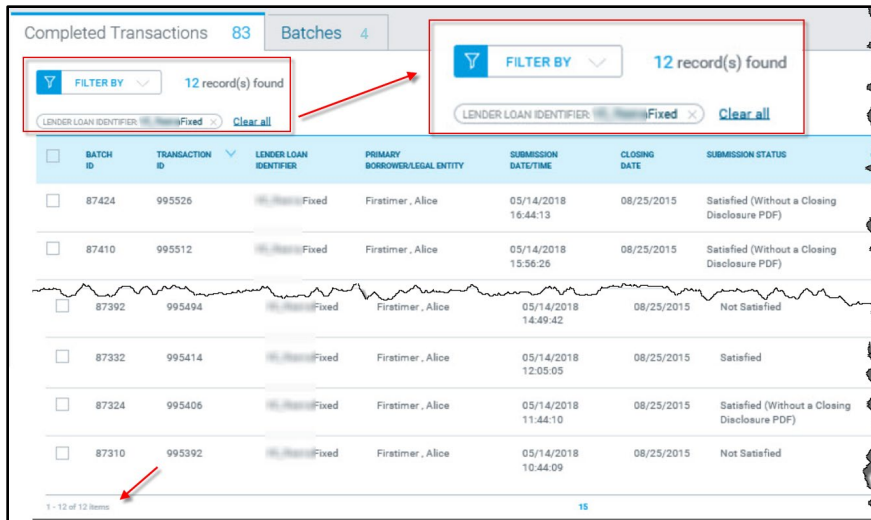 Completed Transactions 83 Batches 4
FILTER BY 12 record(s) found
LENDER LOAN IDENTIFIER: Fixed Clear all
FILTER BY 12 record(s) found
LENDER LOAN IDENTIFIER: Fixed Clear all
BATCH ID TRANSACTION ID LENDER LOAN IDENTIFIER PRIMARY BORROWER/LEGAL ENTITY SUBMISSION DATE/TIME CLOSING DATE SUBMISSION STATUS
87424 995526 Fixed Firstimer , Alice 05/14/2018 16:44:13 08/25/2015 Satisfied (Without a Closing Disclosure PDF)
87410 995512 Fixed Firstimer , Alice 05/14/2018 15:56:26 08/25/2015 Satisfied (Without a Closing Disclosure PDF)
87392 995494 Fixed Firstimer , Alice 05/14/2018 14:49:42 08/25/2015 Not Satisfied
87332 995414 Fixed Firstimer , Alice 05/14/2018 12:05:05 08/25/2015 Satisfied
87324 995406 Fixed Firstimer , Alice 05/14/2018 11:44:10 08/25/2015 Satisfied (Without a Closing Disclosure PDF)
87310 995392 Fixed Firstimer , Alice 05/14/2018 10:44:09 08/25/2015 Not Satisfied
1 - 12 of 12 items 15